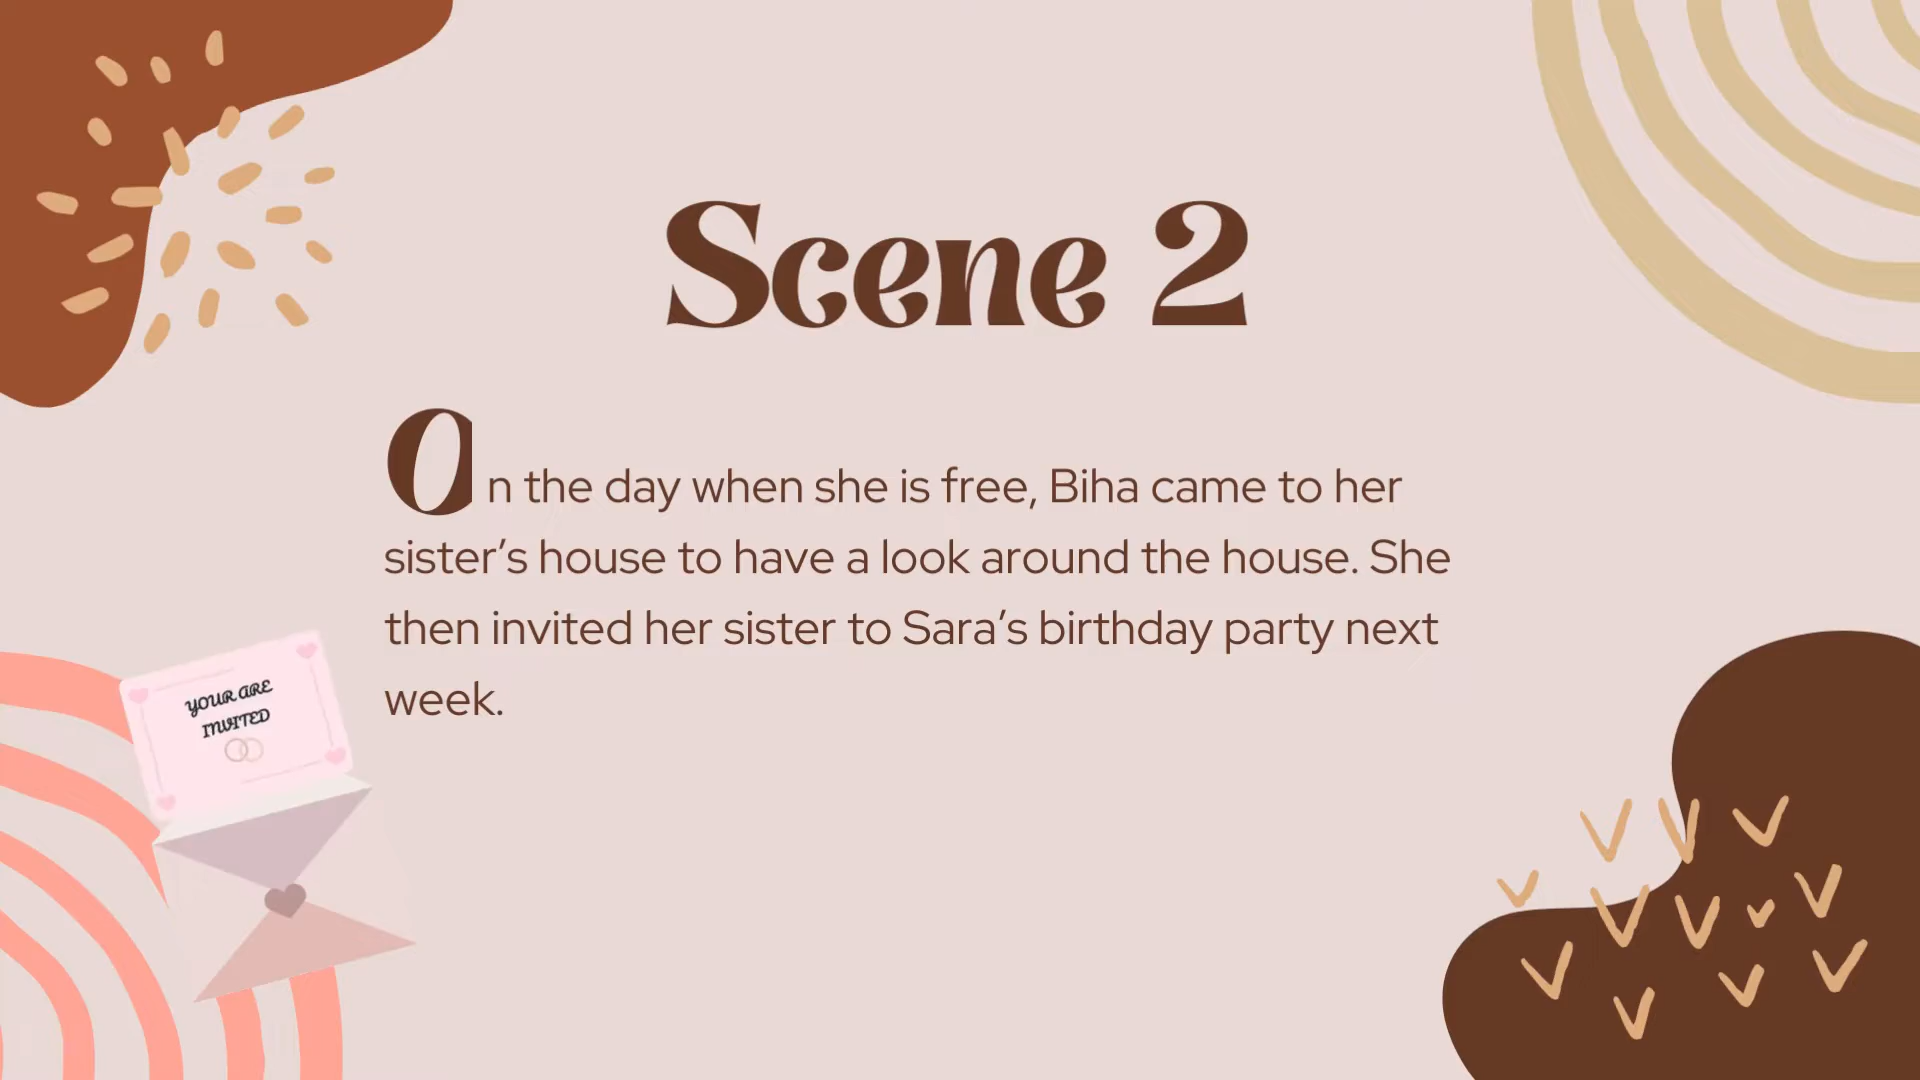 Scene 2
On the day when she is free, Biha came to her
sister’s house to have a look around the house. She
then invited her sister to Sara’s birthday party next
week.
YOUR ARE
INVITED